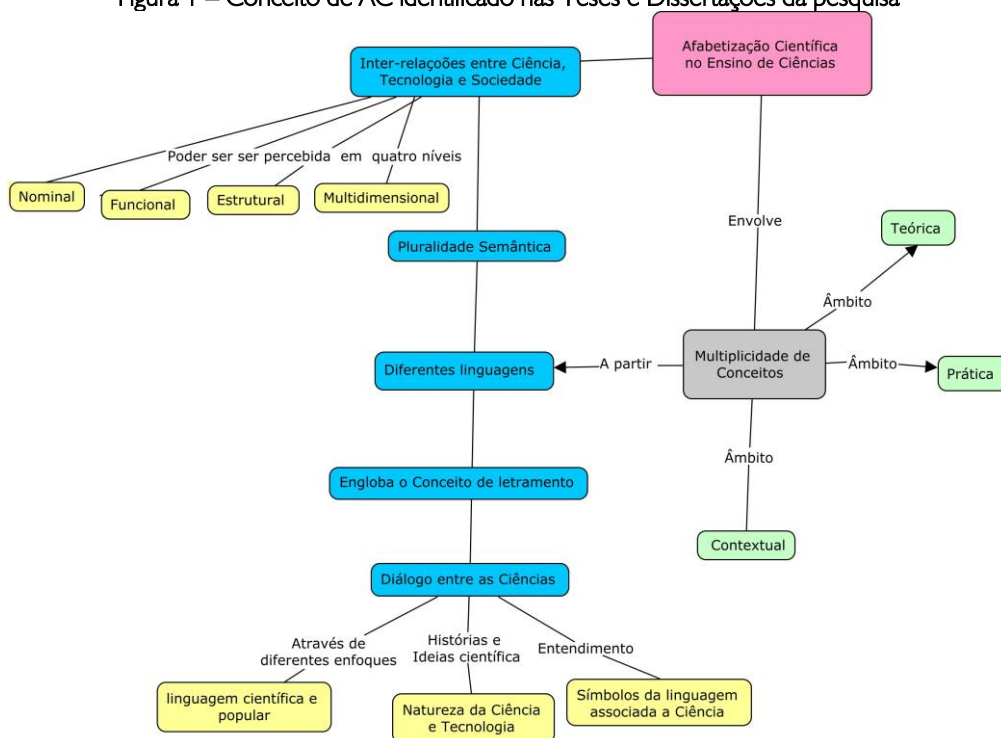 Figura 1 – Conceito de AC identificado nas Teses e Dissertações da pesquisa
Afabetização Científica
no Ensino de Ciências
Inter-relaçoões entre Ciência,
Tecnologia e Sociedade
Poder ser ser percebida em quatro níveis
Nominal
Funcional
Estrutural
Multidimensional
Envolve
Teórica
Pluralidade Semântica
Âmbito
Multiplicidade de
Conceitos
A partir
Diferentes linguagens
Âmbito
Prática
Âmbito
Engloba o Conceito de letramento
Contextual
Diálogo entre as Ciências
Através de
diferentes enfoques
Histórias e
Ideias científica
Entendimento
linguagem científica e
popular
Natureza da Ciência
e Tecnologia
Símbolos da linguagem
associada a Ciência